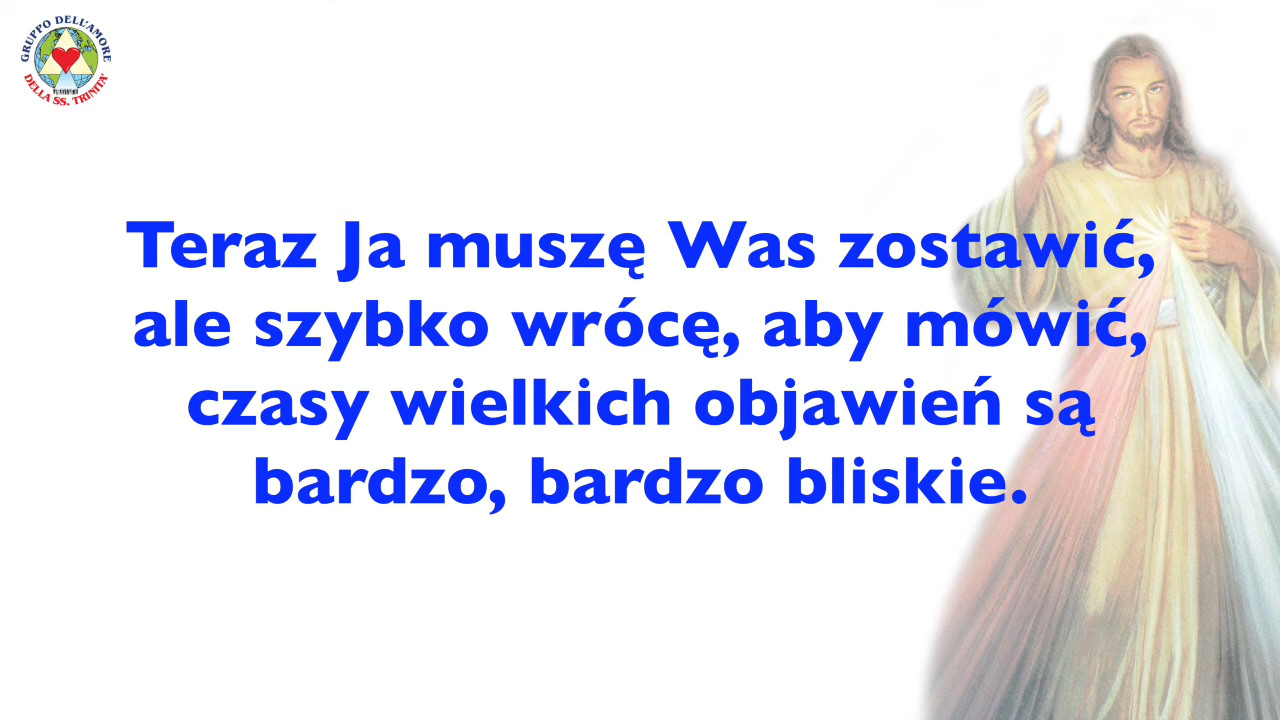 GRUPPO DELL'AMORE
DELLA SS. TRINITA'
Teraz Ja muszę Was zostawić,
ale szybko wrócę, aby mówić,
czasy wielkich objawień są
bardzo, bardzo bliskie.